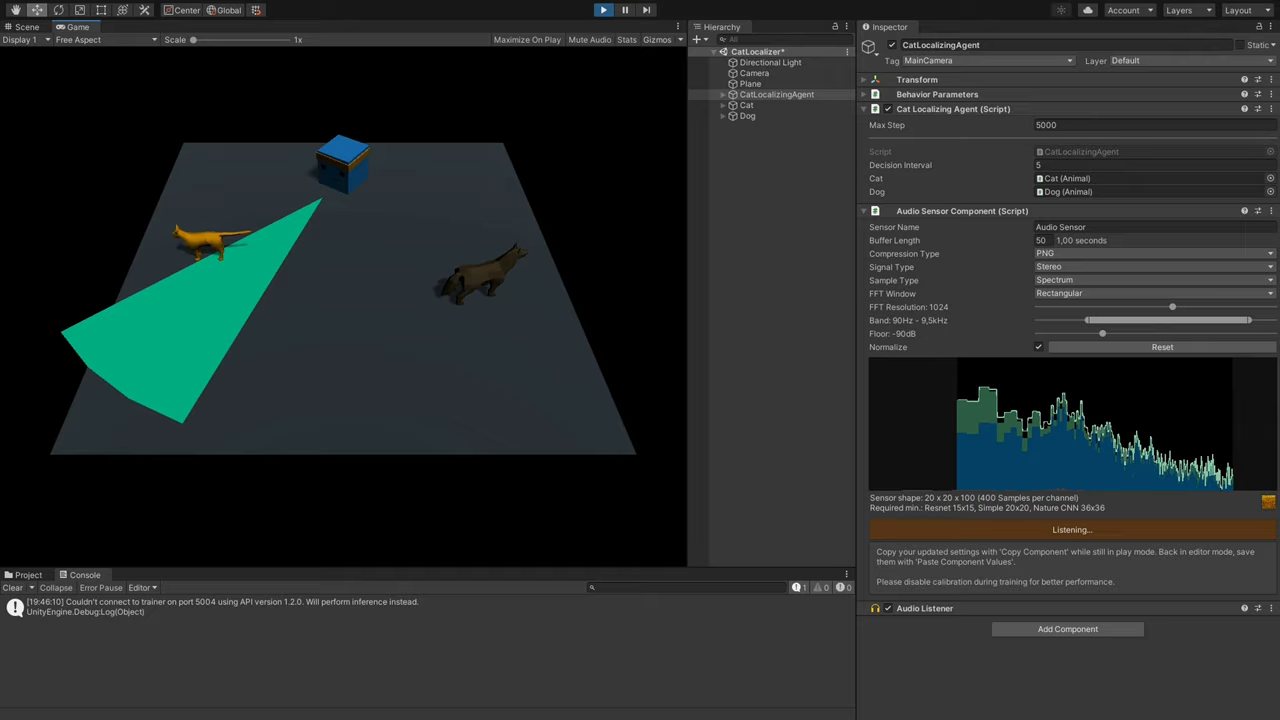 Center Global Account Layers Layout
Scene Game
Display 1 Free Aspect Scale 1x Maximize On Play Mute Audio Stats Gizmos
Hierarchy
All
CatLocalizer*
Directional Light
Camera
Plane
CatLocalizingAgent
Cat
Dog
Inspector
CatLocalizingAgent Static
Tag MainCamera Layer Default
Transform
Behavior Parameters
Cat Localizing Agent (Script)
Max Step 5000
Script CatLocalizingAgent
Decision Interval 5
Cat Cat (Animal)
Dog Dog (Animal)
Audio Sensor Component (Script)
Sensor Name Audio Sensor
Buffer Length 50 1,00 seconds
Compression Type PNG
Signal Type Stereo
Sample Type Spectrum
FFT Window Rectangular
FFT Resolution: 1024
Band: 90Hz - 9,5kHz
Floor: -90dB
Normalize Reset
Sensor shape: 20 x 20 x 100 (400 Samples per channel)
Required min.: Resnet 15x15, Simple 20x20, Nature CNN 36x36
Listening...
Copy your updated settings with 'Copy Component' while still in play mode. Back in editor mode, save
them with 'Paste Component Values'.
Please disable calibration during training for better performance.
Audio Listener
Add Component
Project Console
Clear Collapse Error Pause Editor 1 0 0
[19:46:10] Couldn't connect to trainer on port 5004 using API version 1.2.0. Will perform inference instead.
UnityEngine.Debug:Log(Object)